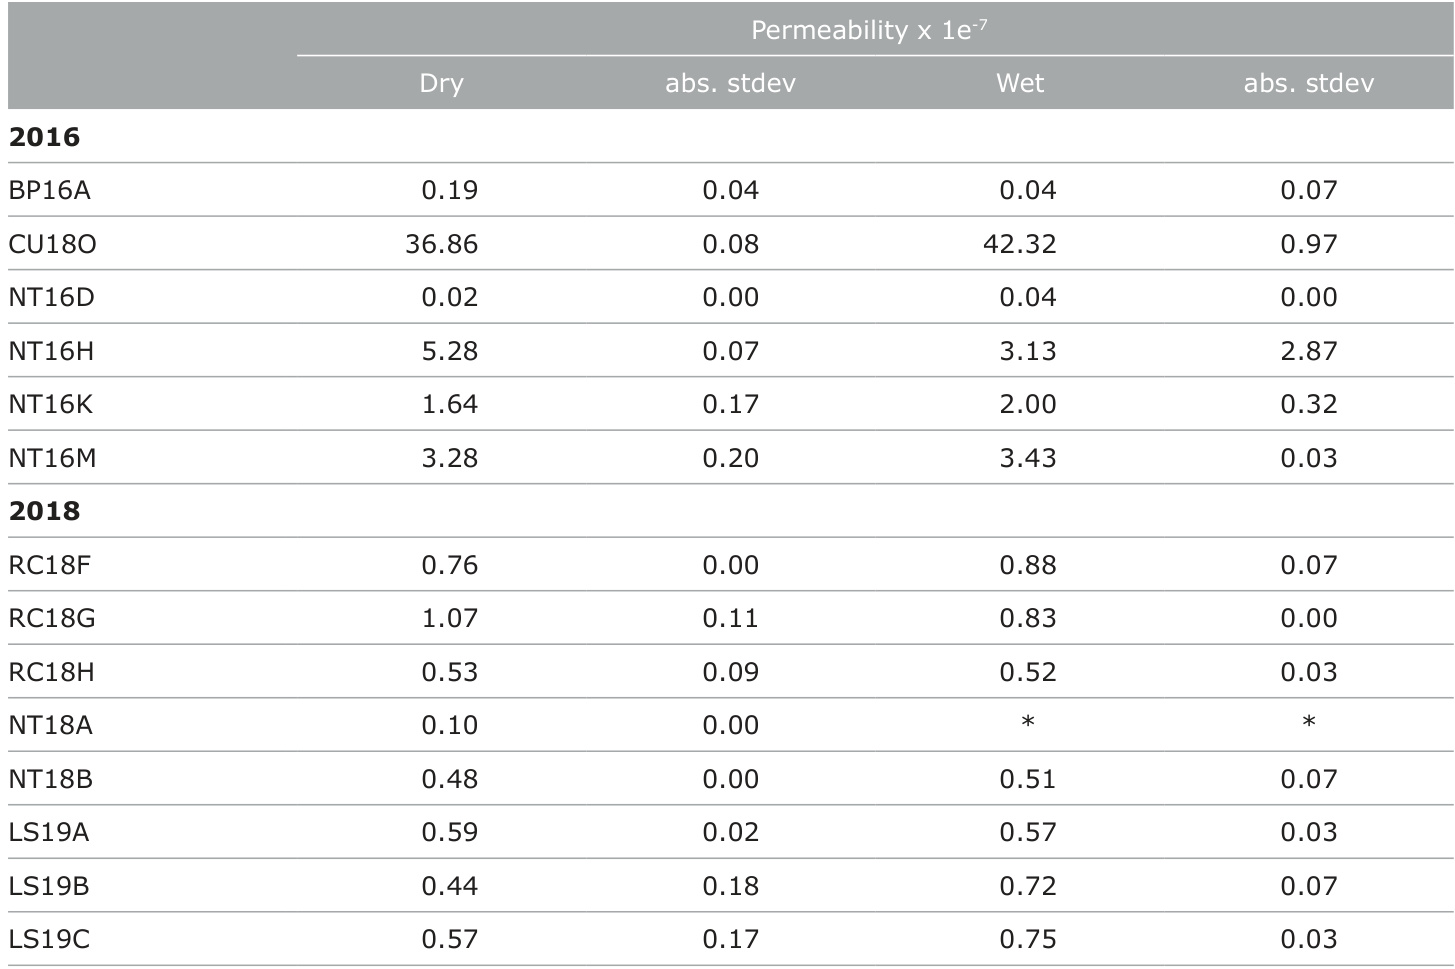 Permeability x 1e-7
Dry abs. stdev Wet abs. stdev
2016
BP16A 0.19 0.04 0.04 0.07
CU18O 36.86 0.08 42.32 0.97
NT16D 0.02 0.00 0.04 0.00
NT16H 5.28 0.07 3.13 2.87
NT16K 1.64 0.17 2.00 0.32
NT16M 3.28 0.20 3.43 0.03
2018
RC18F 0.76 0.00 0.88 0.07
RC18G 1.07 0.11 0.83 0.00
RC18H 0.53 0.09 0.52 0.03
NT18A 0.10 0.00 * *
NT18B 0.48 0.00 0.51 0.07
LS19A 0.59 0.02 0.57 0.03
LS19B 0.44 0.18 0.72 0.07
LS19C 0.57 0.17 0.75 0.03